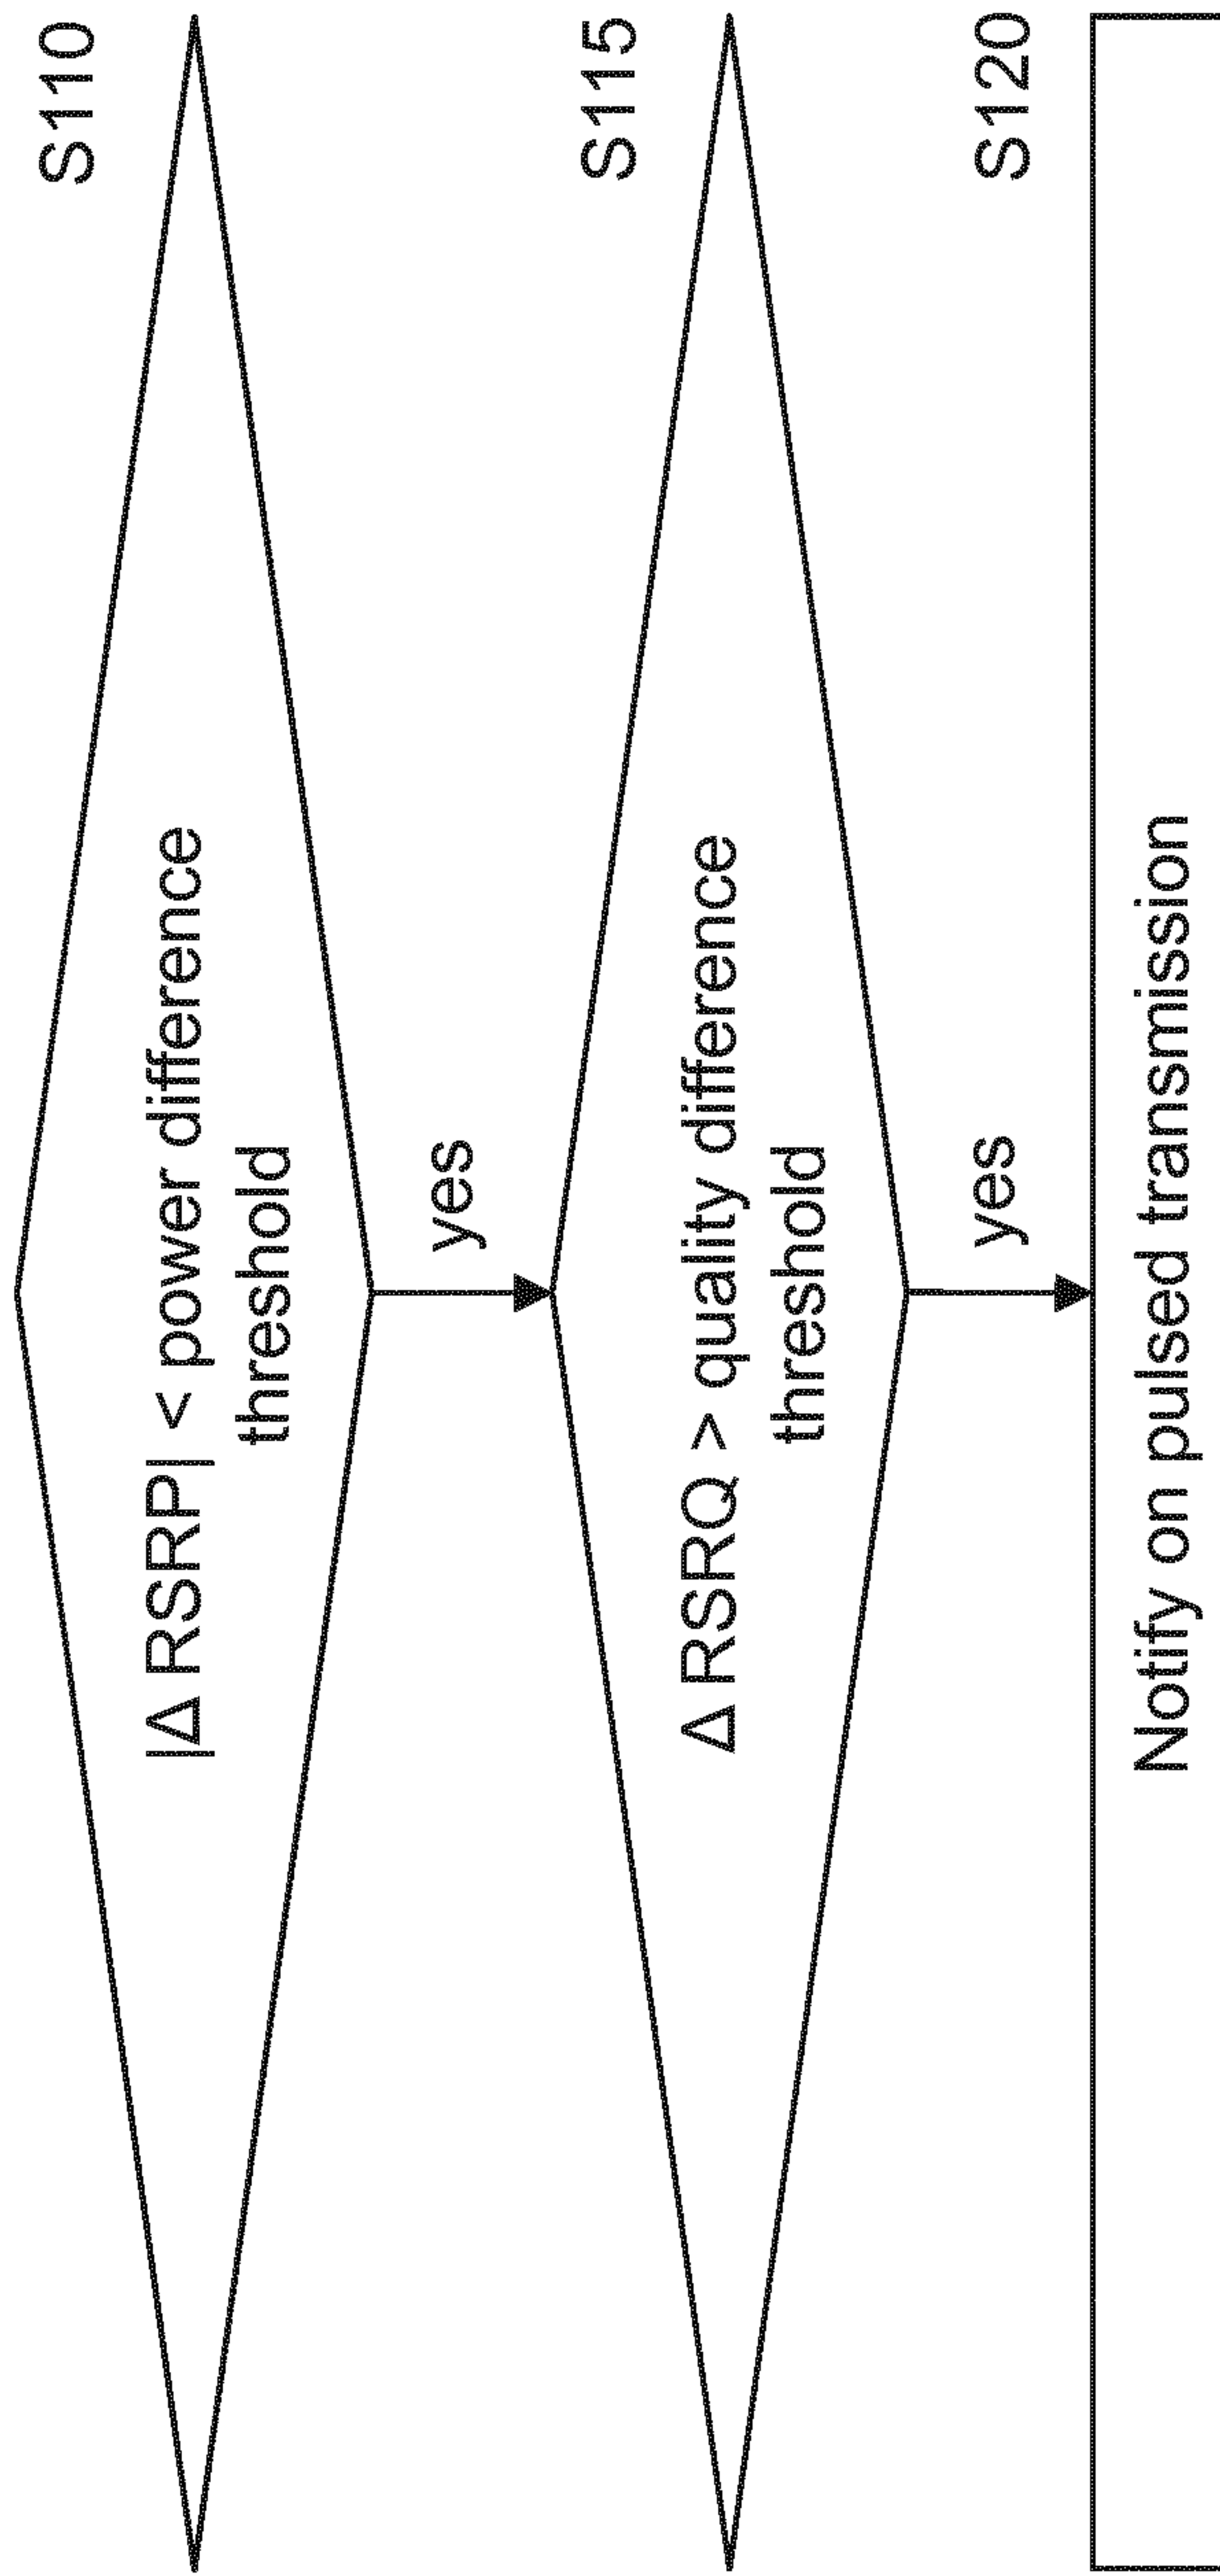 S110
|Δ RSRP| < power difference
threshold
yes
S115
Δ RSRQ > quality difference
threshold
yes
S120
Notify on pulsed transmission